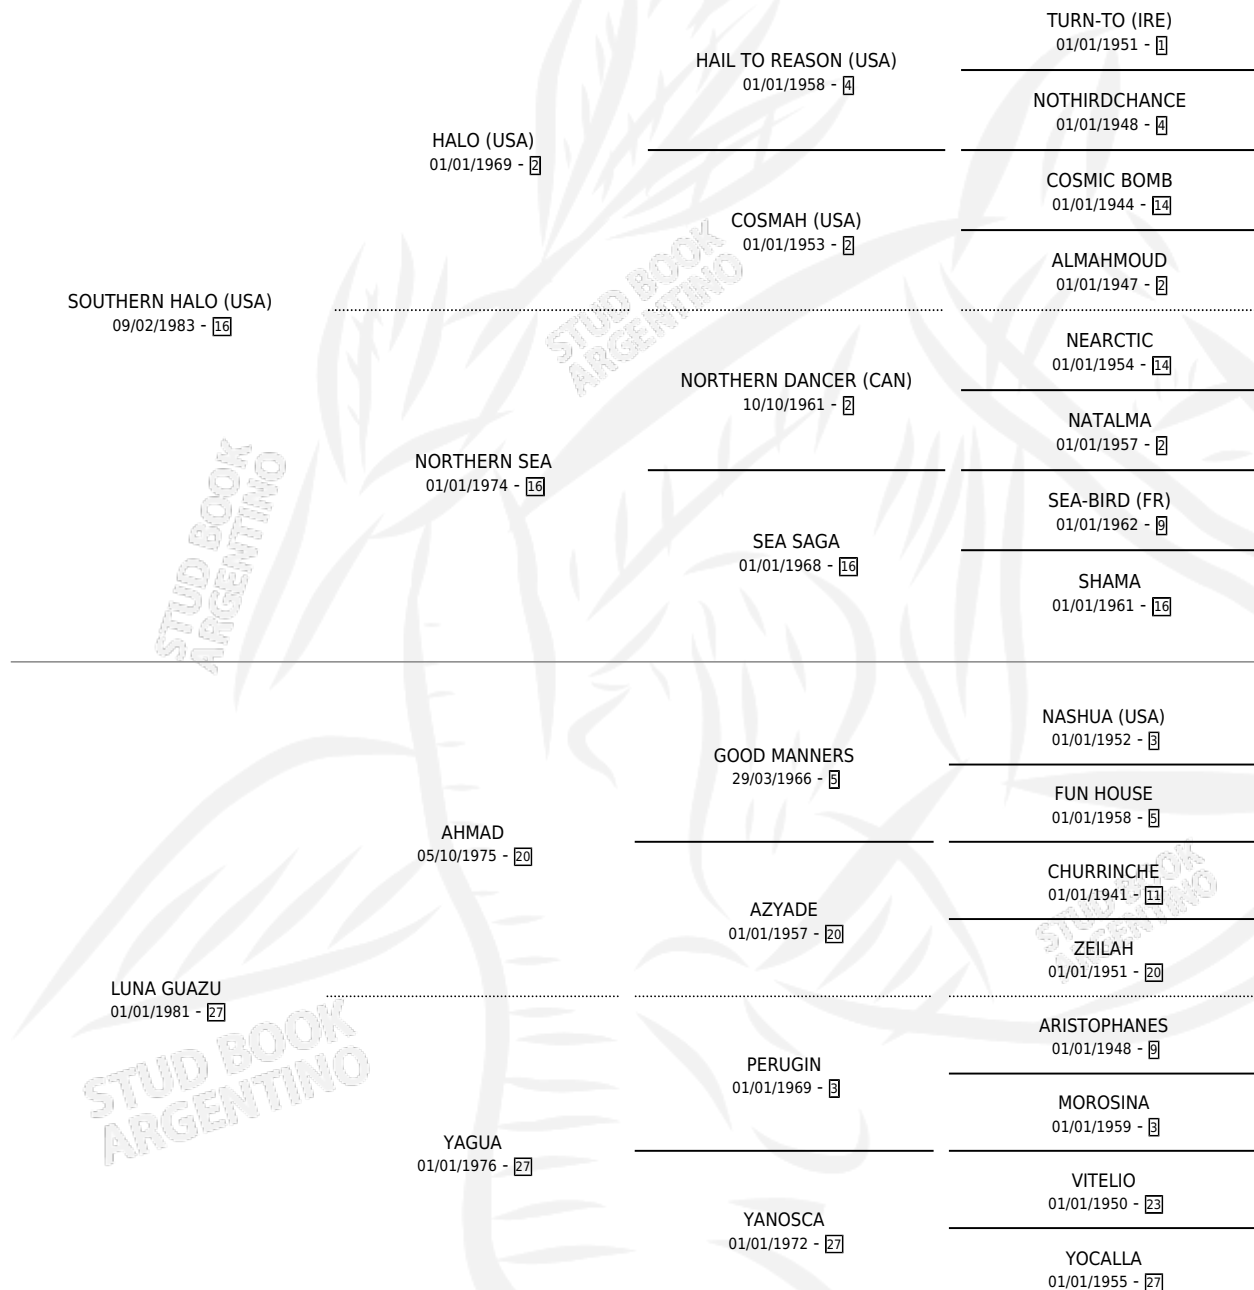 TURN-TO (IRE)
01/01/1951 - 1
HAIL TO REASON (USA)
01/01/1958 - 4
NOTHIRDCHANCE
01/01/1948 - 4
HALO (USA)
01/01/1969 - 2
COSMIC BOMB
01/01/1944 - 14
COSMAH (USA)
01/01/1953 - 2
ALMAHMOUD
01/01/1947 - 2
SOUTHERN HALO (USA)
09/02/1983 - 16
STUD BOOK
ARGENTINO
NEARCTIC
01/01/1954 - 14
NORTHERN DANCER (CAN)
10/10/1961 - 2
NATALMA
01/01/1957 - 2
NORTHERN SEA
01/01/1974 - 16
SEA-BIRD (FR)
01/01/1962 - 9
SEA SAGA
01/01/1968 - 16
SHAMA
01/01/1961 - 16
STUD BOOK
ARGENTINO
NASHUA (USA)
01/01/1952 - 3
GOOD MANNERS
29/03/1966 - 5
FUN HOUSE
01/01/1958 - 5
AHMAD
05/10/1975 - 20
CHURRINCHE
01/01/1941 - 11
AZYADE
01/01/1957 - 20
STUD BOOK
ARGENTINO
ZEILAH
01/01/1951 - 20
LUNA GUAZU
01/01/1981 - 27
ARISTOPHANES
01/01/1948 - 9
PERUGIN
01/01/1969 - 3
STUD BOOK
ARGENTINO
MOROSINA
01/01/1959 - 3
YAGUA
01/01/1976 - 27
VITELIO
01/01/1950 - 23
YANOSCA
01/01/1972 - 27
YOCALLA
01/01/1955 - 27